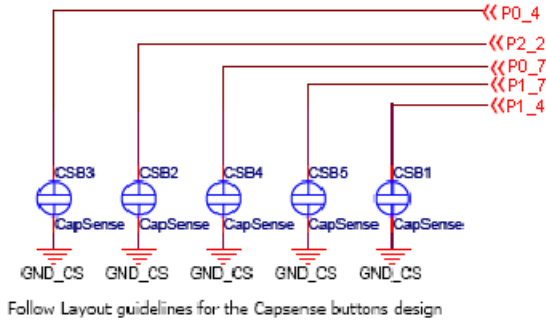 P0_4
P2_2
P0_7
P1_7
P1_4
CSB3 CSB2 CSB4 CSB5 CSB1
CapSense CapSense CapSense CapSense CapSense
GND_CS GND_CS GND_CS GND_CS GND_CS
Follow Layout guidelines for the Capsense buttons design